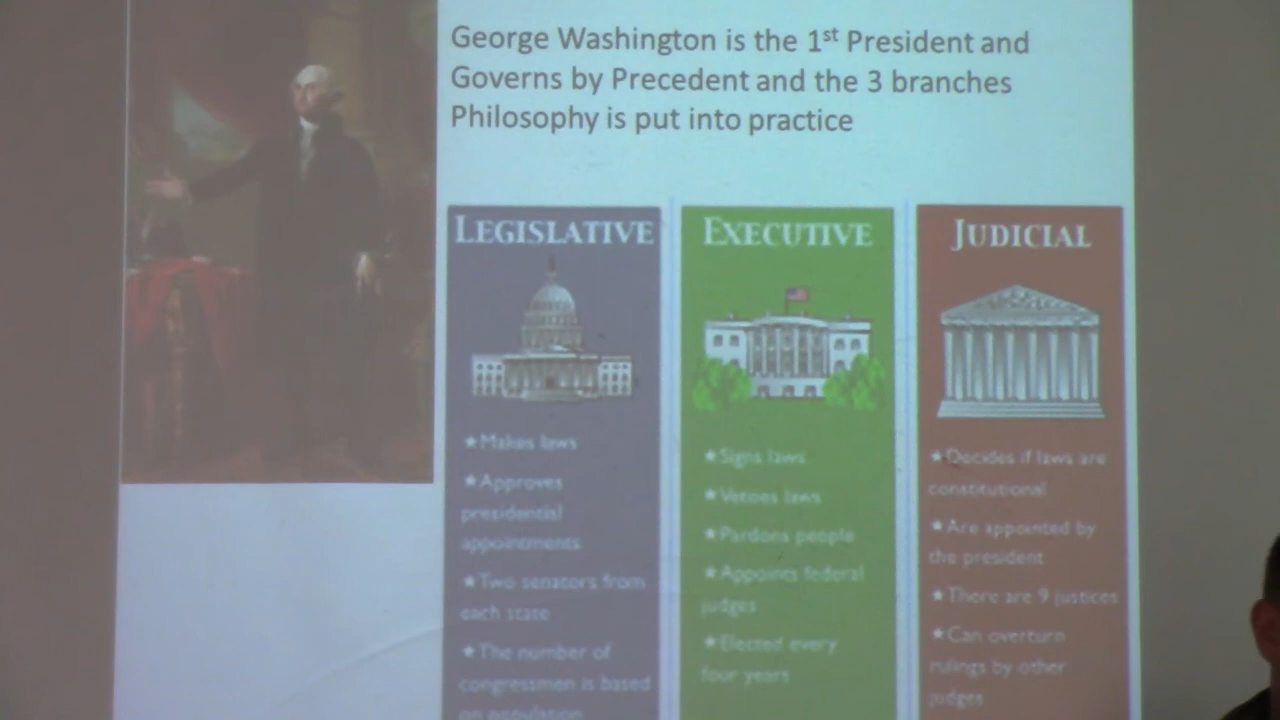 George Washington is the 1st President and
Governs by Precedent and the 3 branches
Philosophy is put into practice
LEGISLATIVE
★Makes laws
★Approves
presidential
appointments
★Two senators from
each state
★The number of
congressmen is based
on population
EXECUTIVE
★Signs laws
★Vetoes laws
★Pardons people
★Appoints federal
judges
★Elected every
four years
JUDICIAL
★Decides if laws are
constitutional
★Are appointed by
the president
★There are 9 justices
★Can overturn
rulings by other
judges